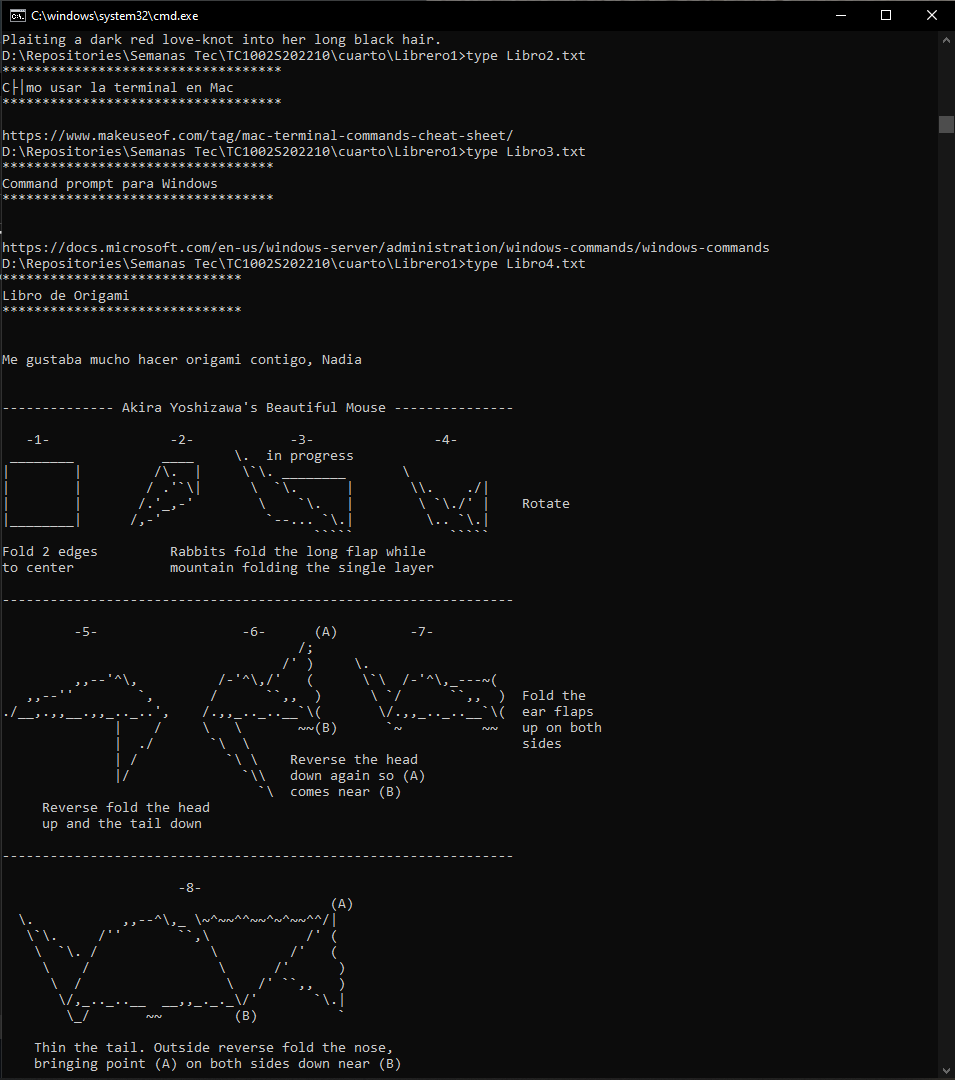 C:\windows\system32\cmd.exe
Plaiting a dark red love-knot into her long black hair.
D:\Repositories\Semanas Tec\TC1002S202210\cuarto\Librero1>type Libro2.txt
***********************************
C├│mo usar la terminal en Mac
***********************************
https://www.makeuseof.com/tag/mac-terminal-commands-cheat-sheet/
D:\Repositories\Semanas Tec\TC1002S202210\cuarto\Librero1>type Libro3.txt
**********************************
Command prompt para Windows
**********************************
https://docs.microsoft.com/en-us/windows-server/administration/windows-commands/windows-commands
D:\Repositories\Semanas Tec\TC1002S202210\cuarto\Librero1>type Libro4.txt
******************************
Libro de Origami
******************************
Me gustaba mucho hacer origami contigo, Nadia
-------------- Akira Yoshizawa's Beautiful Mouse ---------------
-1- -2- -3- -4-
in progress
Rotate
Fold 2 edges Rabbits fold the long flap while
to center mountain folding the single layer
----------------------------------------------------------------
-5- -6- (A) -7-
Fold the
ear flaps
(B) up on both
sides
Reverse the head
down again so (A)
comes near (B)
Reverse fold the head
up and the tail down
----------------------------------------------------------------
-8-
(A)
(B)
Thin the tail. Outside reverse fold the nose,
bringing point (A) on both sides down near (B)